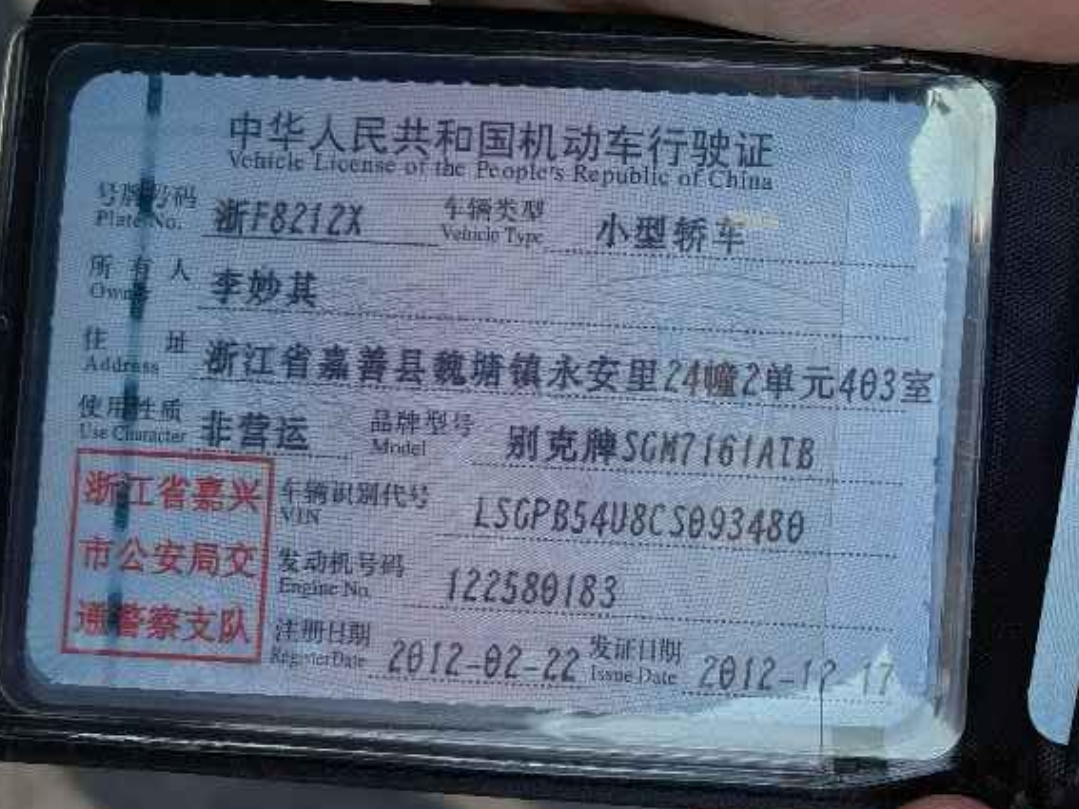 中华人民共和国机动车行驶证
Vehicle License of the People's Republic of China
号牌号码 浙F8212X 车辆类型 小型轿车
Plate No. Vehicle Type
所有人 李妙其
Owner
住址 浙江省嘉善县魏塘镇永安里24幢2单元403室
Address
使用性质 非营运 品牌型号 别克牌SGM7161ATB
Use Character Model
浙江省嘉兴 车辆识别代号 LSGPB54U8CS093480
VIN
市公安局交 发动机号码 122580183
Engine No.
通警察支队 注册日期 2012-02-22 发证日期 2012-12-17
Register Date Issue Date